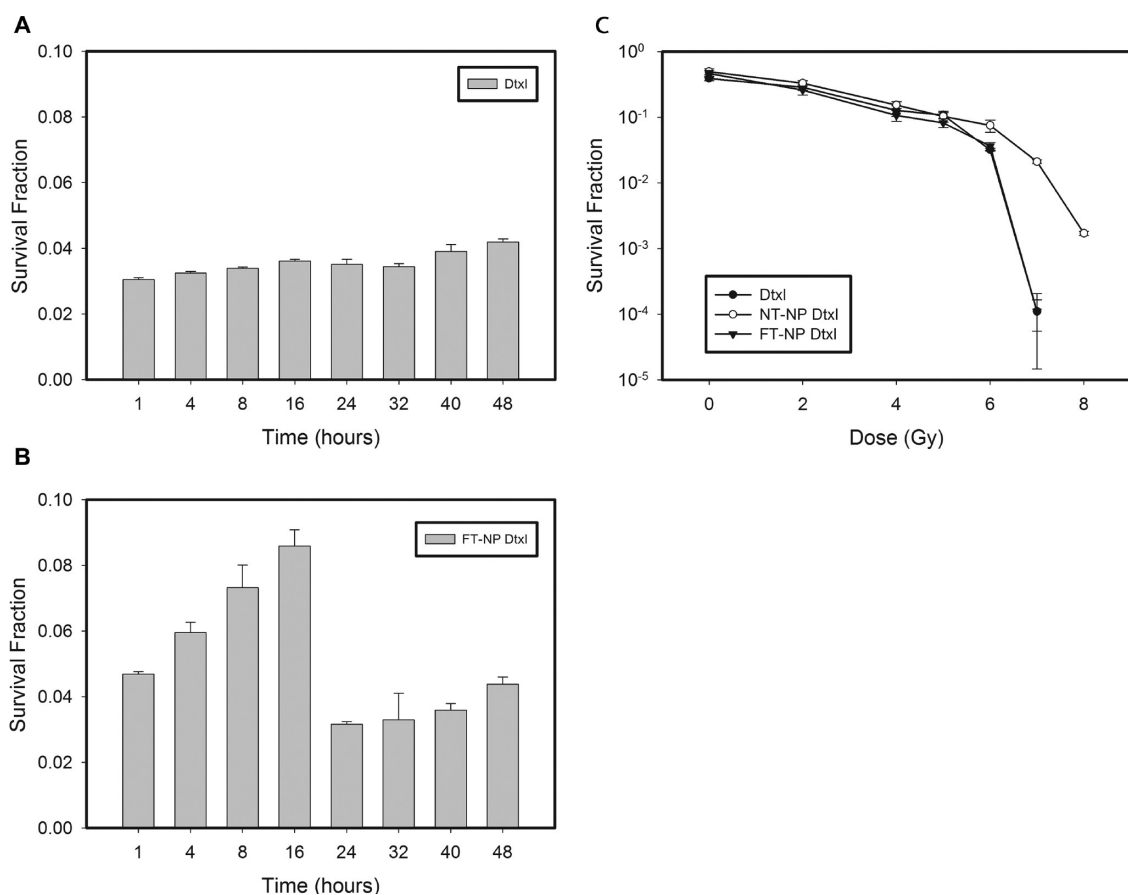 A
0.10
0.08
0.06
0.04
0.02
0.00
Survival Fraction
Dtxl
1 4 8 16 24 32 40 48
Time (hours)
B
0.10
0.08
0.06
0.04
0.02
0.00
Survival Fraction
FT-NP Dtxl
1 4 8 16 24 32 40 48
Time (hours)
C
10⁰
10⁻¹
10⁻²
10⁻³
10⁻⁴
10⁻⁵
Survival Fraction
Dtxl
NT-NP Dtxl
FT-NP Dtxl
0 2 4 6 8
Dose (Gy)